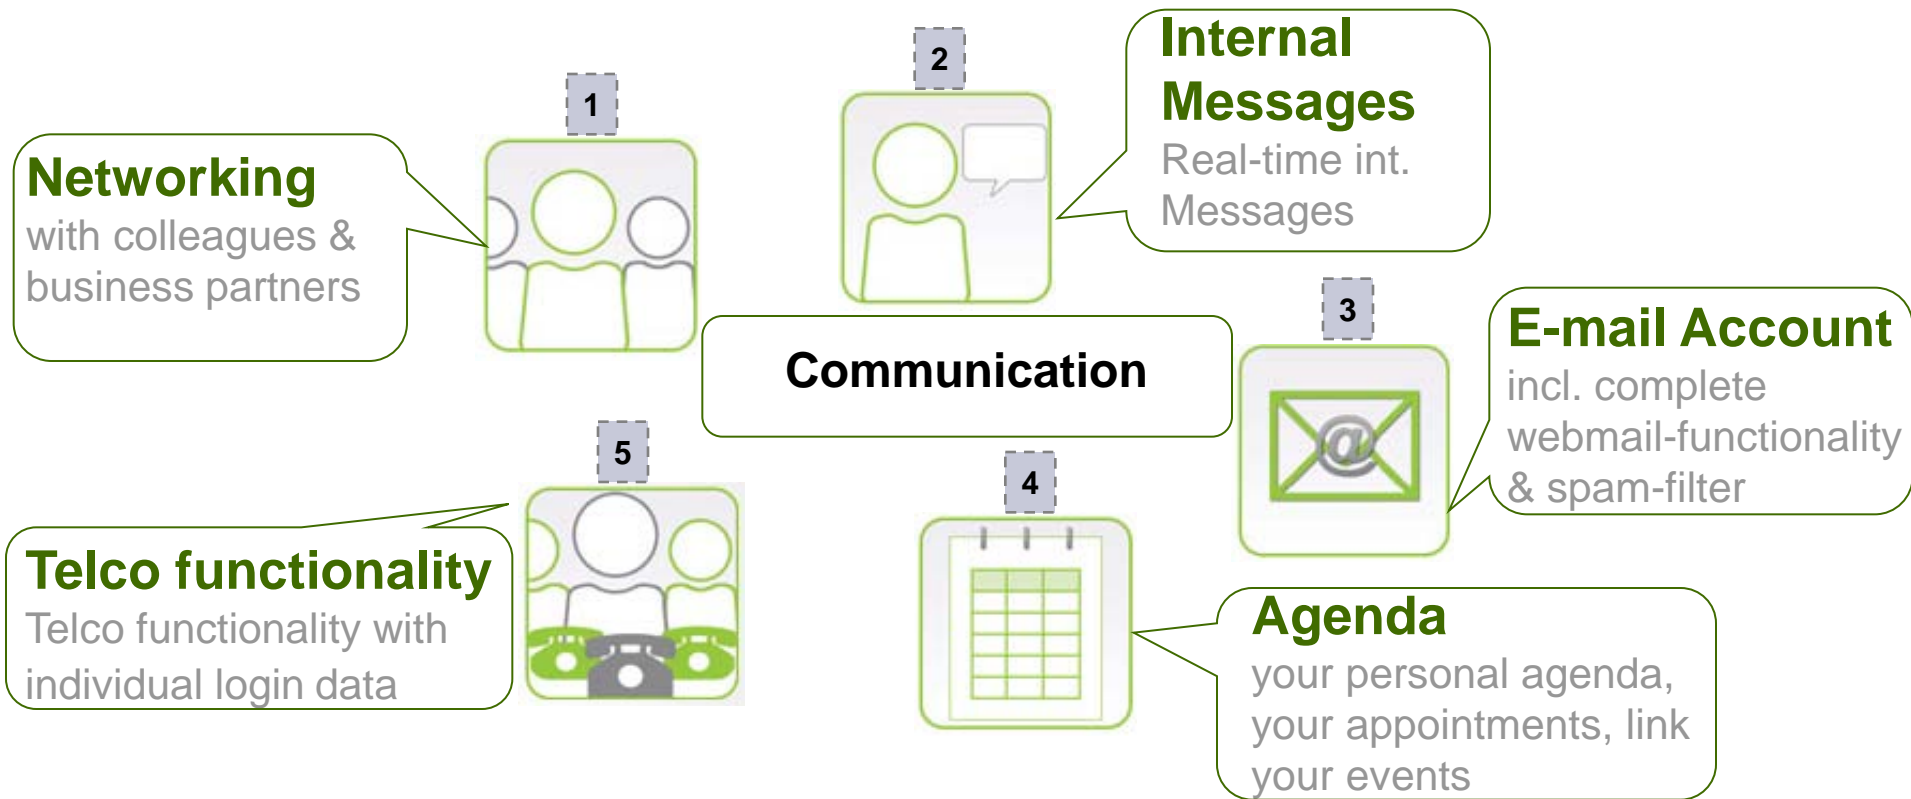 1
Networking
with colleagues &
business partners
2
Internal
Messages
Real-time int.
Messages
Communication
3
E-mail Account
incl. complete
webmail-functionality
& spam-filter
@
4
Agenda
your personal agenda,
your appointments, link
your events
5
Telco functionality
Telco functionality with
individual login data